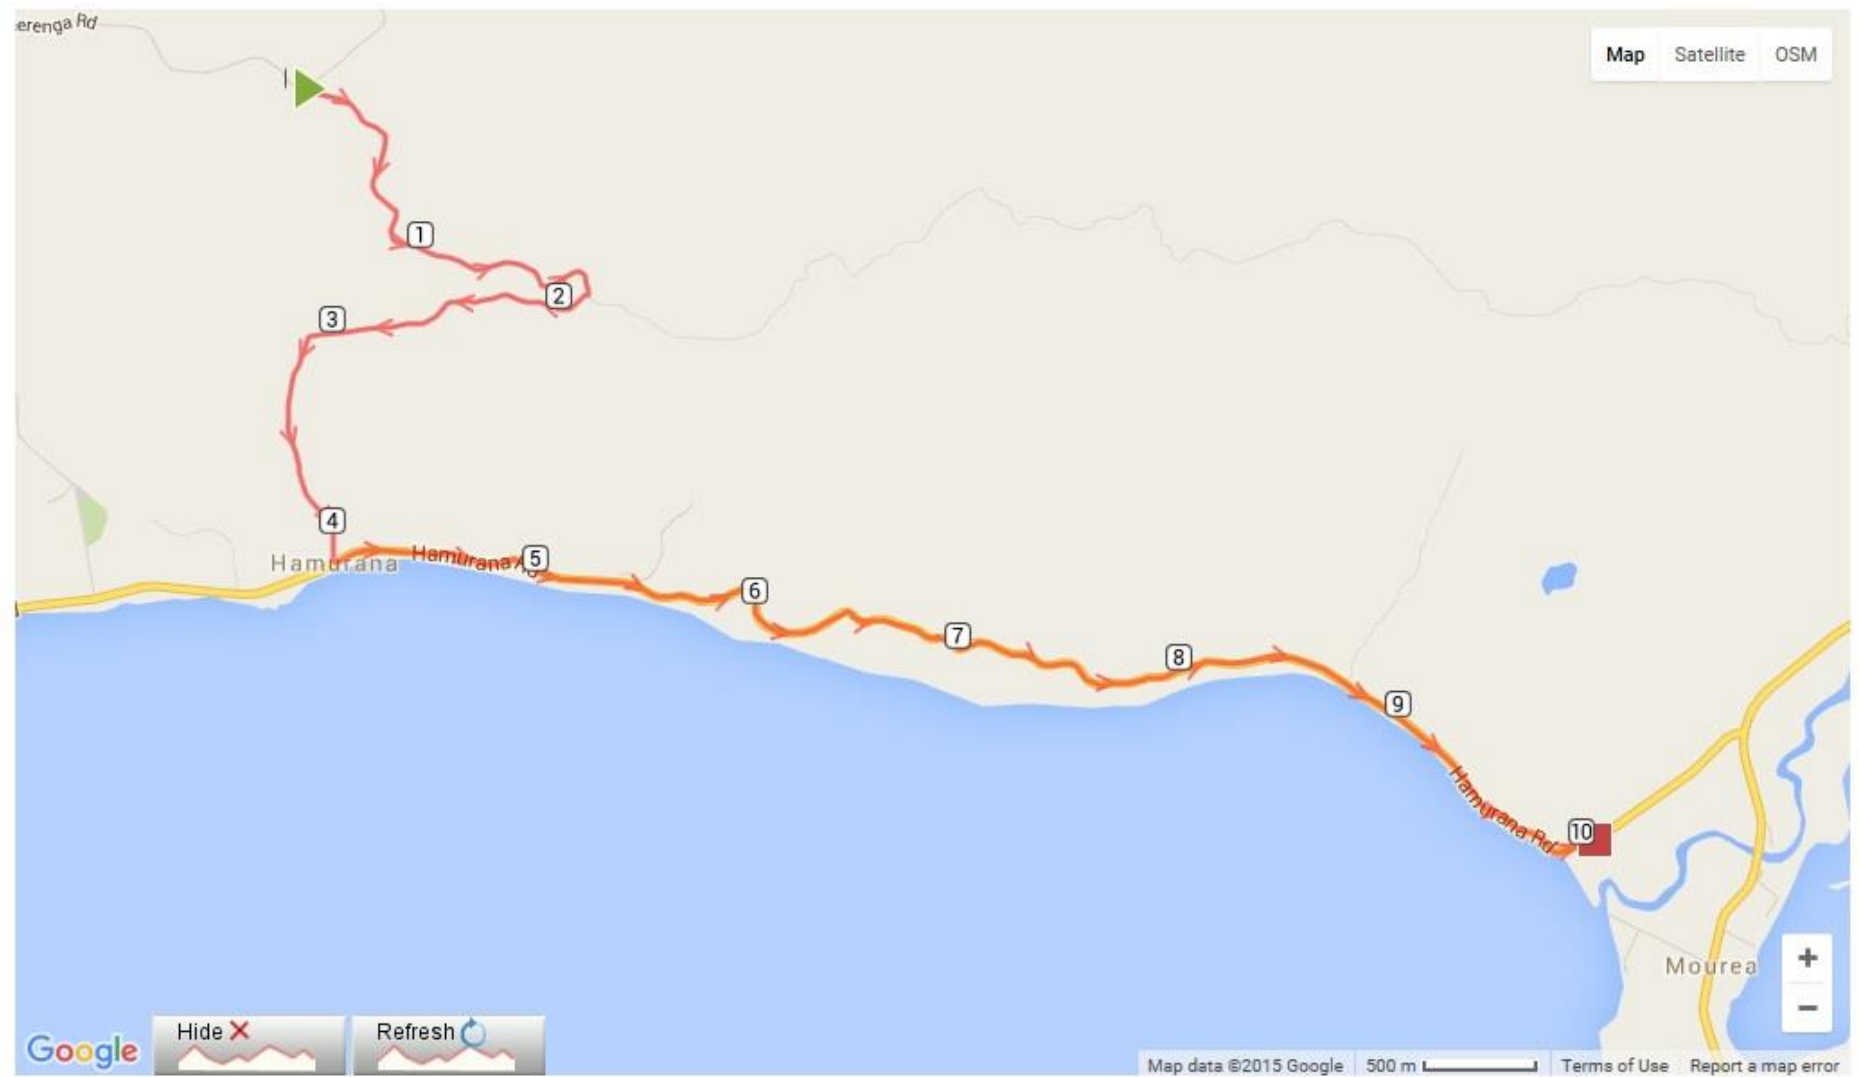 erenga Rd
Map Satellite OSM
1
2
3
4
Hamurana
Hamurana
5
6
7
8
9
Hamurana Rd
10
Mourea
+
−
Hide
Refresh
Google
Map data ©2015 Google 500 m Terms of Use Report a map error